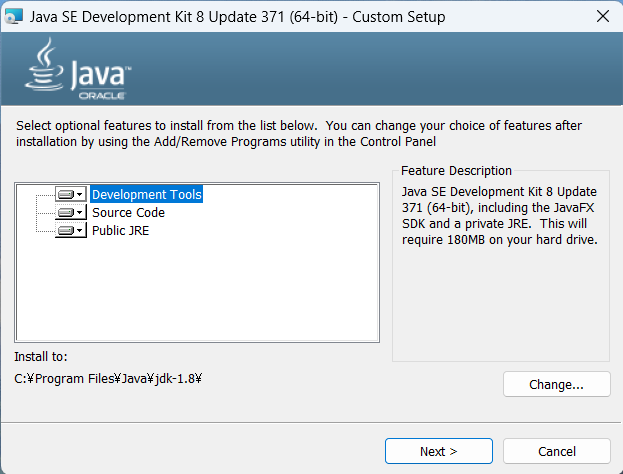 Java SE Development Kit 8 Update 371 (64-bit) - Custom Setup
Java™
ORACLE
Select optional features to install from the list below.  You can change your choice of features after
installation by using the Add/Remove Programs utility in the Control Panel
Development Tools
Source Code
Public JRE
Feature Description
Java SE Development Kit 8 Update
371 (64-bit), including the JavaFX
SDK and a private JRE.  This will
require 180MB on your hard drive.
Install to:
C:¥Program Files¥Java¥jdk-1.8¥
Change...
Next >
Cancel